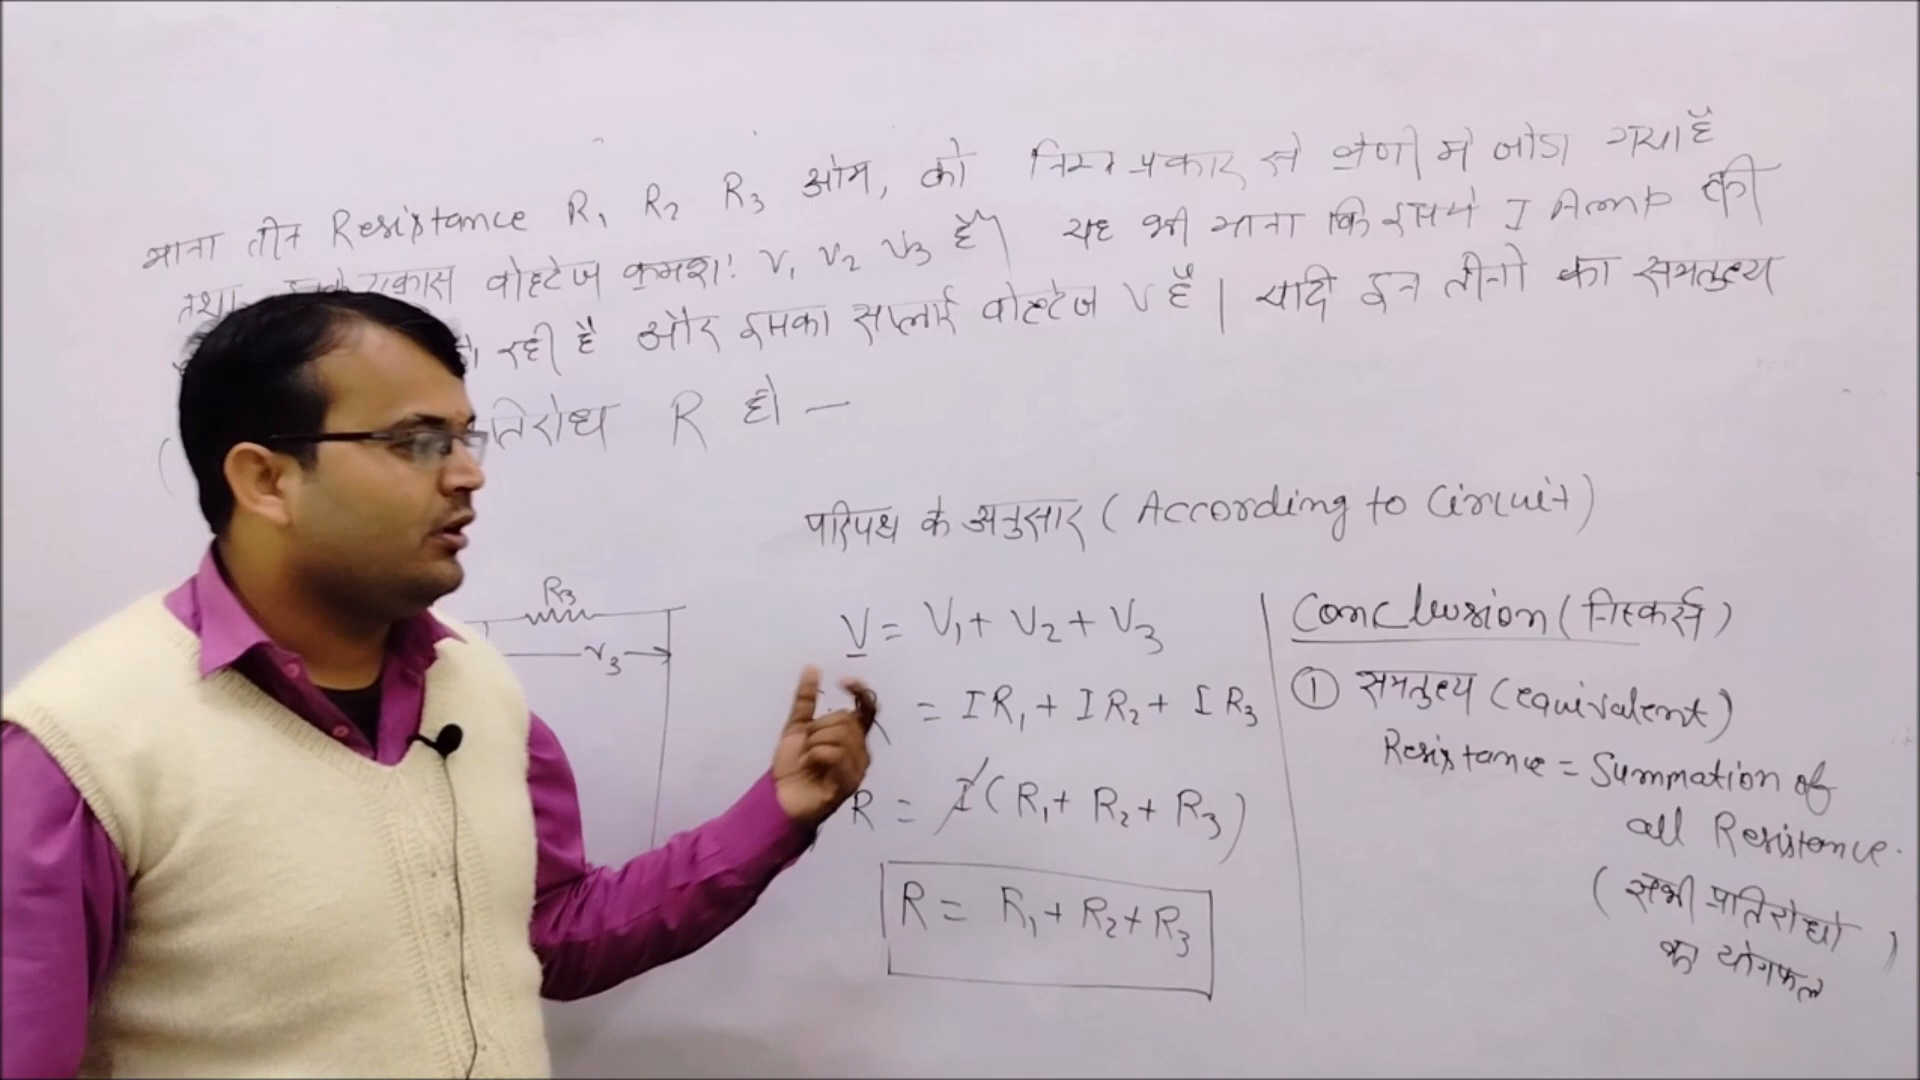 माना तीन Resistance R₁ R₂ R₃ ओम, को निम्न प्रकार से श्रेणी में जोडा गया है
तथा वोल्टेज क्रमशः V₁ V₂ V₃ है। यह भी माना कि इसमे I Amp की
रही है और इसका सप्लाई वोल्टेज V है। यादी इन तीनो का समतुल्य
तिरोध R हो —
परिपथ के अनुसार (According to Circuit)
R₃
V₃
V = V₁ + V₂ + V₃
R = IR₁ + IR₂ + IR₃
R = I(R₁ + R₂ + R₃)
R = R₁ + R₂ + R₃
Conclusion (निस्कर्स)
① समतुल्य (equivalent)
Resistance = Summation of
all Resistance.
(सभी प्रतिरोधो
का योगफल)